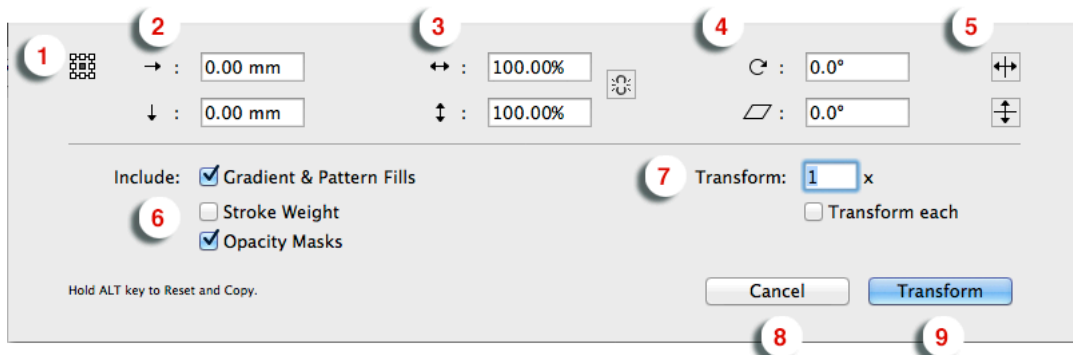 1 2 3 4 5
→ : 0.00 mm ↔ : 100.00% : 0.0°
↓ : 0.00 mm ↕ : 100.00% : 0.0°
Include: Gradient & Pattern Fills 7 Transform: 1 x
6 Stroke Weight Transform each
Opacity Masks
Hold ALT key to Reset and Copy. Cancel Transform
8 9